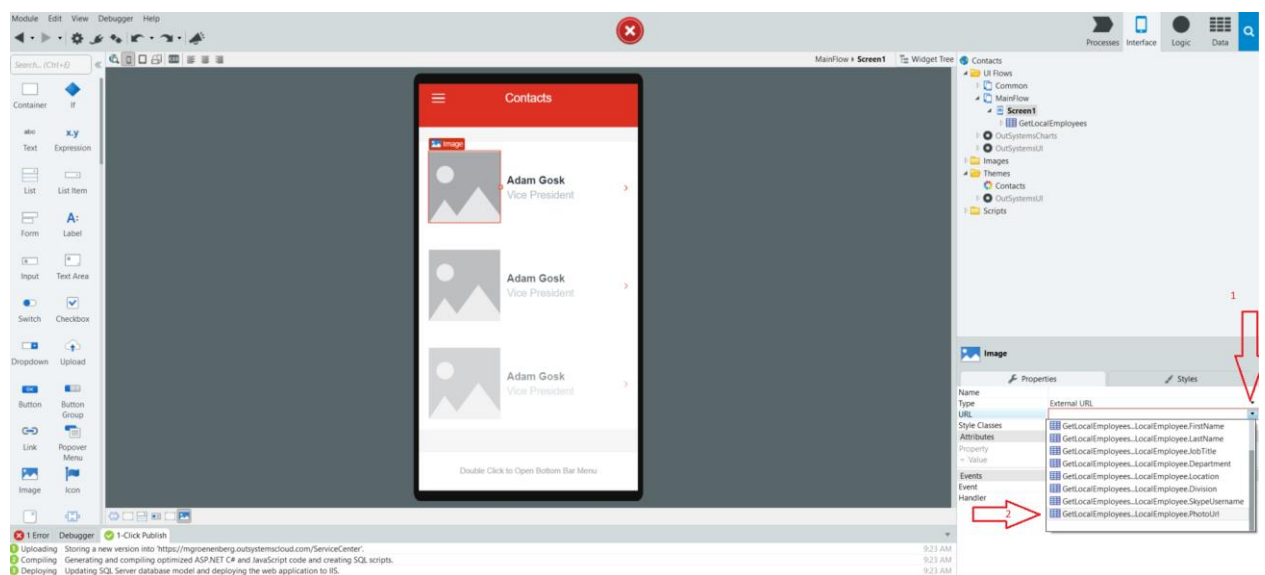 Module Edit View Debugger Help
Processes Interface Logic Data
Search... (Ctrl+E)
MainFlow Screen1 Widget Tree
Container If
abc x.y
Text Expression
List List Item
A:
Form Label
Input Text Area
Switch Checkbox
Dropdown Upload
OK
Button Button Group
Link Popover Menu
Image Icon
Contacts
Image
Adam Gosk
Vice President
Adam Gosk
Vice President
Adam Gosk
Vice President
Double Click to Open Bottom Bar Menu
Contacts
UI Flows
Common
MainFlow
Screen1
GetLocalEmployees
OutSystemsCharts
OutSystemsUI
Images
Themes
Contacts
OutSystemsUI
Scripts
1
Image
Properties Styles
Name
Type External URL
URL
Style Classes
Attributes
Property
= Value
Events
Event
Handler
GetLocalEmployees...LocalEmployee.FirstName
GetLocalEmployees...LocalEmployee.LastName
GetLocalEmployees...LocalEmployee.JobTitle
GetLocalEmployees...LocalEmployee.Department
GetLocalEmployees...LocalEmployee.Location
GetLocalEmployees...LocalEmployee.Division
GetLocalEmployees...LocalEmployee.SkypeUsername
GetLocalEmployees...LocalEmployee.PhotoUrl
2
1 Error Debugger 1-Click Publish
1 Uploading Storing a new version into 'https://mgroenenberg.outsystemscloud.com/ServiceCenter'. 9:23 AM
2 Compiling Generating and compiling optimized ASP.NET C# and JavaScript code and creating SQL scripts. 9:23 AM
3 Deploying Updating SQL Server database model and deploying the web application to IIS. 9:23 AM